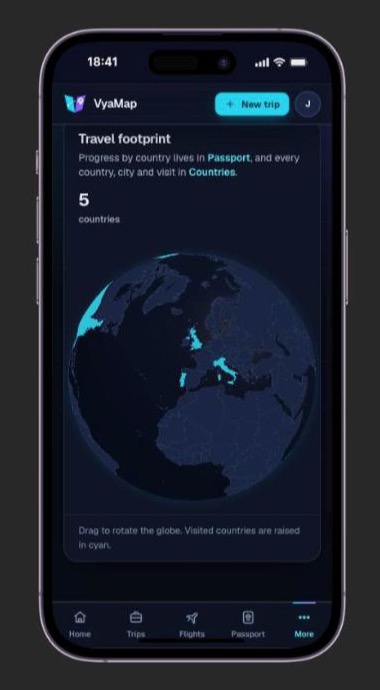 18:41
VyaMap
+ New trip
J
Travel footprint
Progress by country lives in Passport, and every
country, city and visit in Countries.
5
countries
Drag to rotate the globe. Visited countries are raised
in cyan.
Home
Trips
Flights
Passport
More